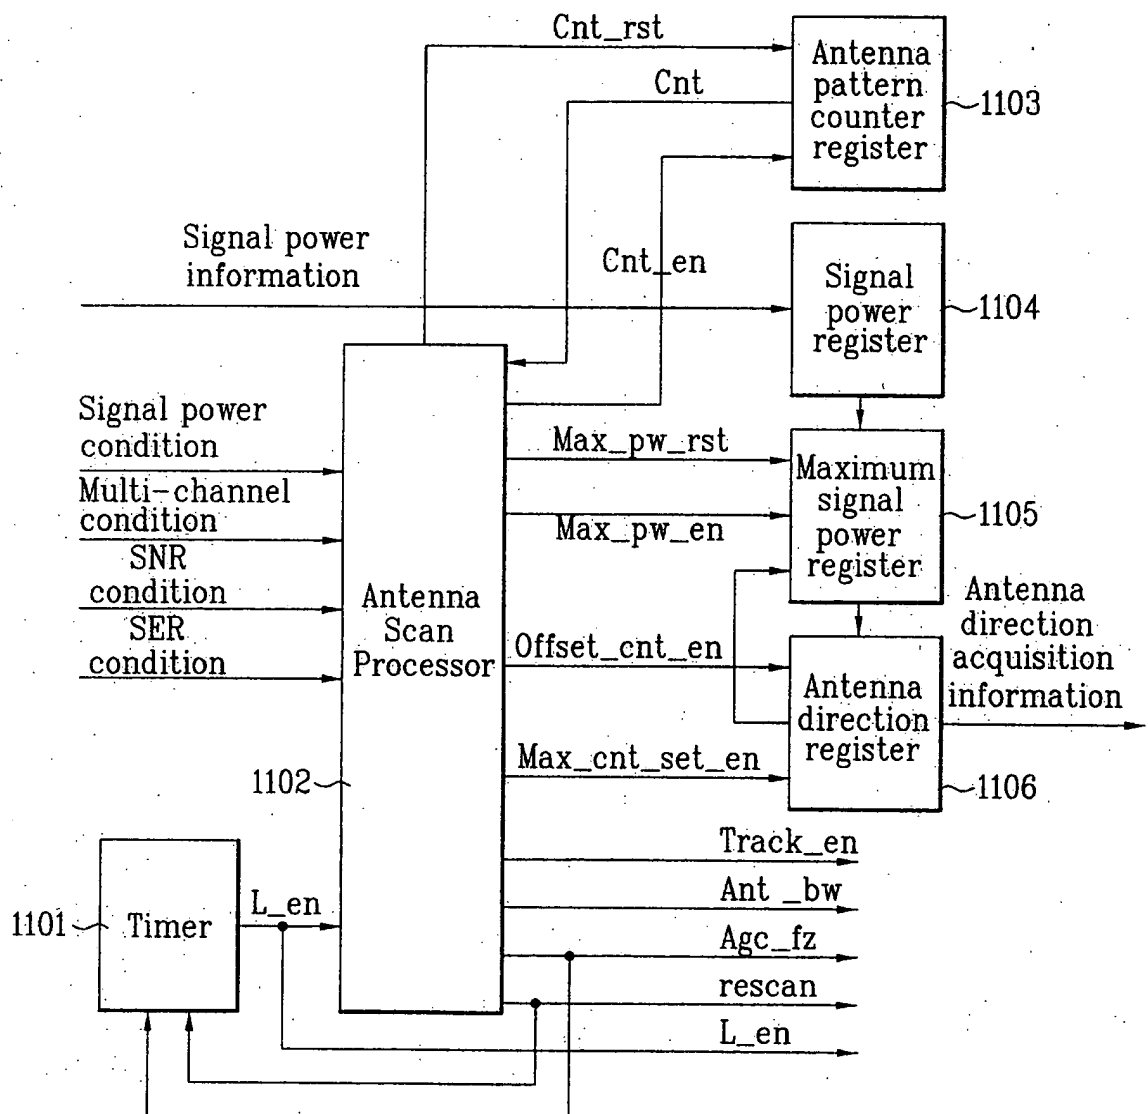 Cnt_rst
Antenna
pattern
counter
register
1103
Cnt
Signal power
information
Cnt_en
Signal
power
register
1104
Signal power
condition
Multi-channel
condition
SNR
condition
SER
condition
Max_pw_rst
Max_pw_en
Maximum
signal
power
register
1105
Antenna
Scan
Processor
1102
Offset_cnt_en
Max_cnt_set_en
Antenna
direction
register
1106
Antenna
direction
acquisition
information
Timer
1101
L_en
Track_en
Ant _bw
Agc_fz
rescan
L_en